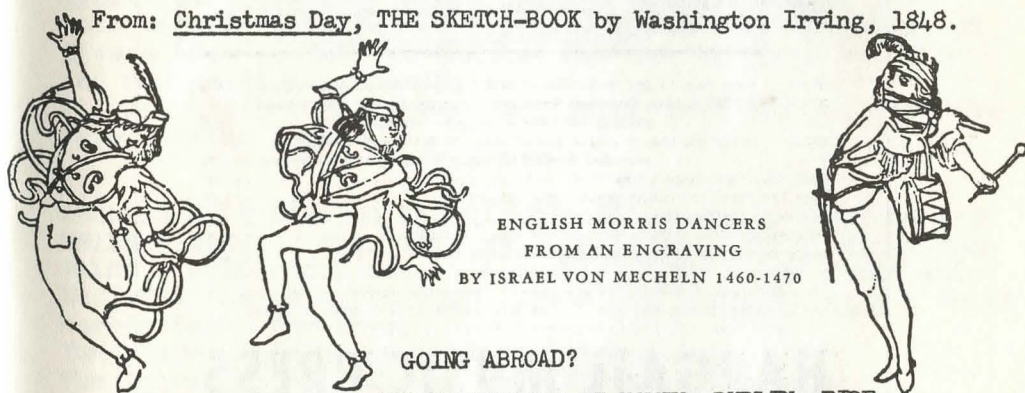 From: Christmas Day, THE SKETCH-BOOK by Washington Irving, 1848.
ENGLISH MORRIS DANCERS
FROM AN ENGRAVING
BY ISRAEL VON MECHELN 1460-1470
GOING ABROAD?